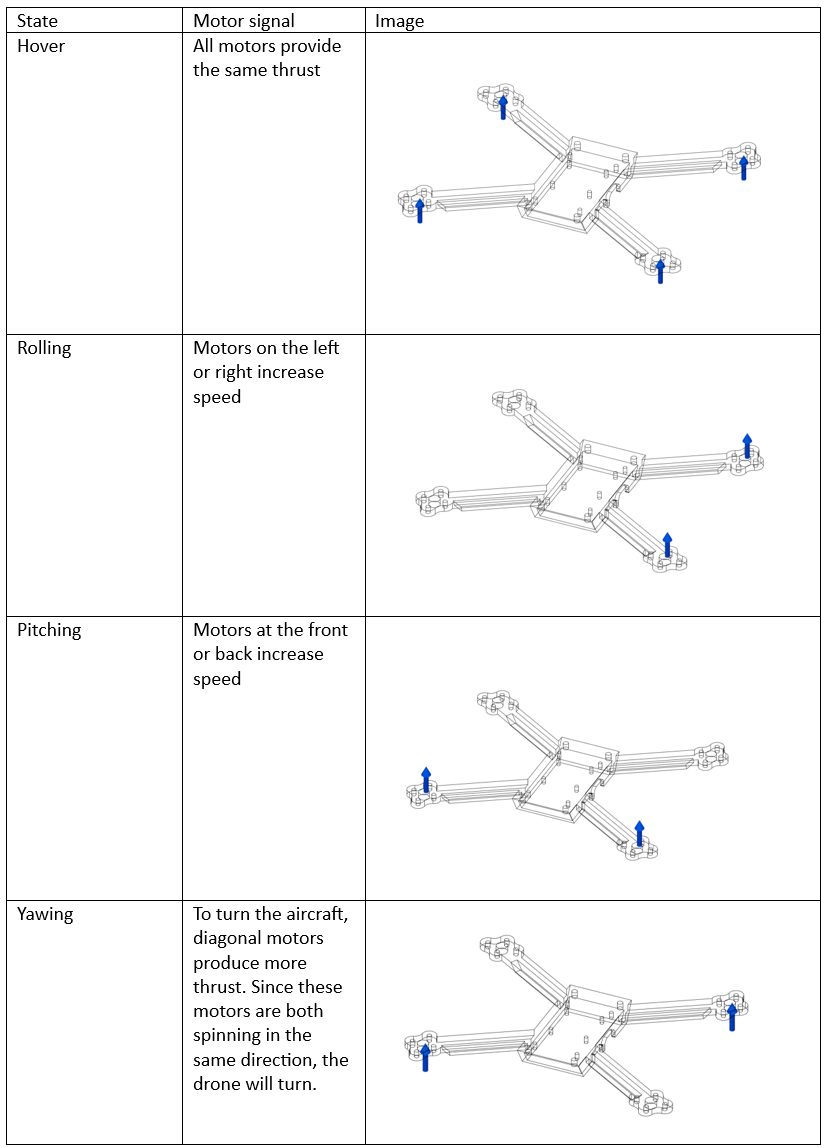 State
Motor signal
Image
Hover
All motors provide
the same thrust
Rolling
Motors on the left
or right increase
speed
Pitching
Motors at the front
or back increase
speed
Yawing
To turn the aircraft,
diagonal motors
produce more
thrust. Since these
motors are both
spinning in the
same direction, the
drone will turn.